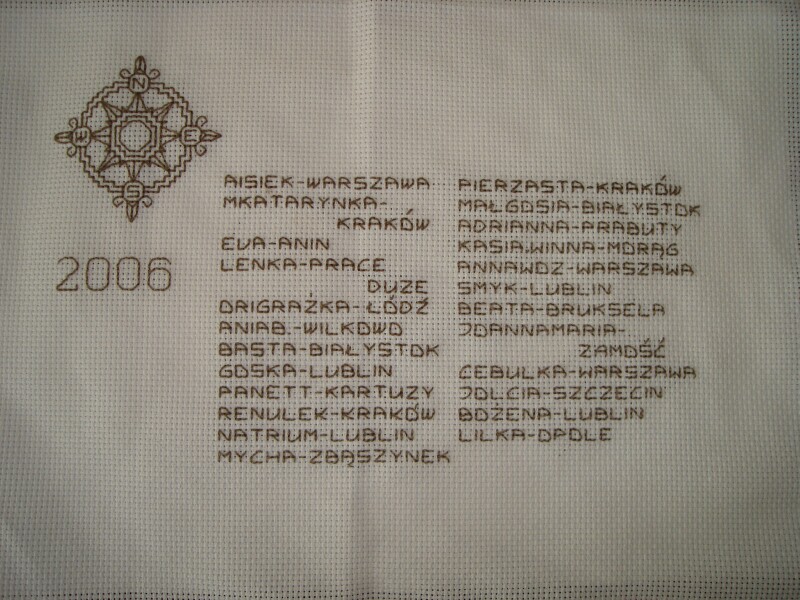 N
W E
S
2006
AISIEK-WARSZAWA
MKATARYNKA-
KRAKÓW
EVA-ANIN
LENKA-PRACE
DUŻE
ORIGRAŻKA-ŁÓDŹ
ANIAB.-WILKOWO
BASTA-BIAŁYSTOK
GOSKA-LUBLIN
PANETT-KARTUZY
RENULEK-KRAKÓW
NATRIUM-LUBLIN
MYCHA-ZBĄSZYNEK
PIERZASTA-KRAKÓW
MAŁGOSIA-BIAŁYSTOK
ADRIANNA-PRABUTY
KASIA.WINNA-MORĄG
ANNAWDZ-WARSZAWA
SMYK-LUBLIN
BEATA-BRUKSELA
JOANNAMARIA-
ZAMOŚĆ
CEBULKA-WARSZAWA
JOLCIA-SZCZECIN
BOŻENA-LUBLIN
LILKA-OPOLE